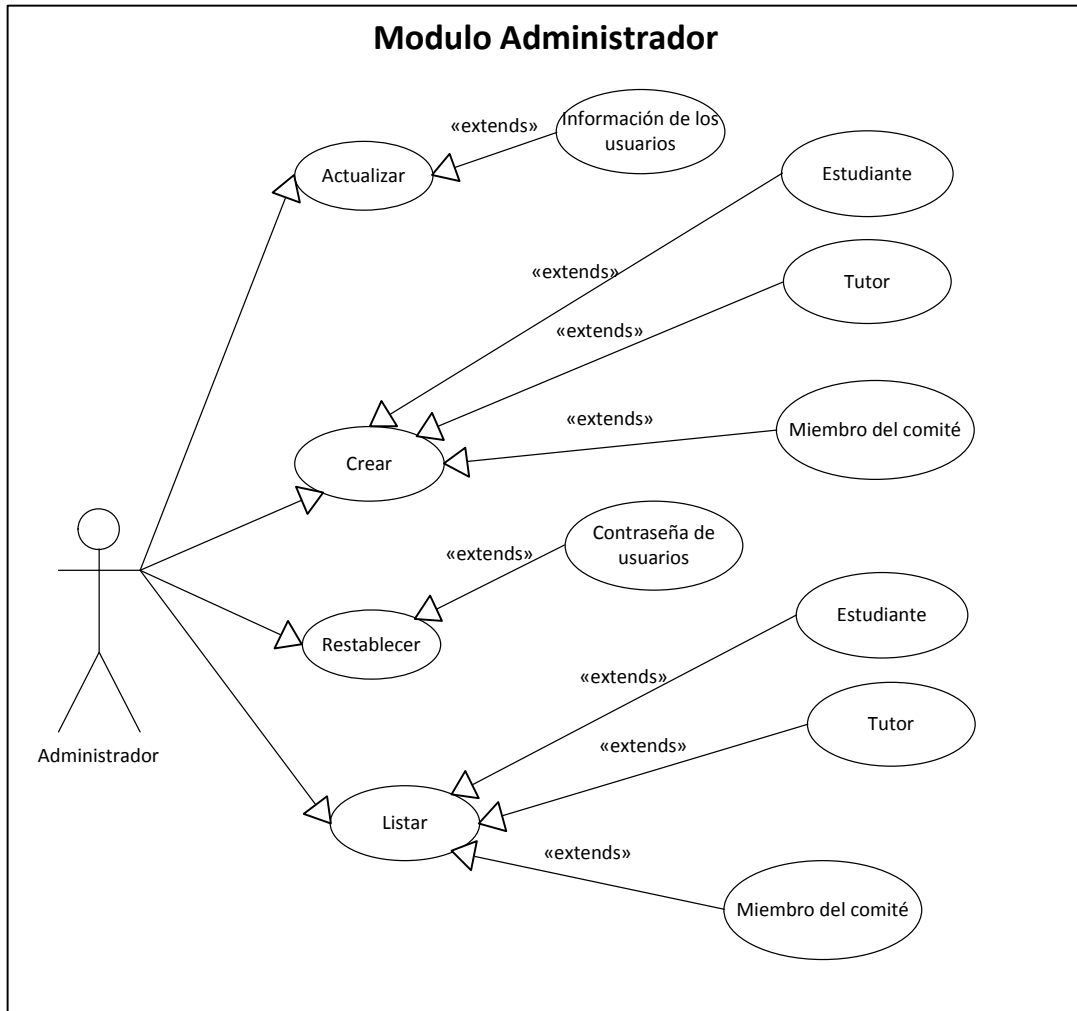 Modulo Administrador
«extends»
Información de los
usuarios
Actualizar
Estudiante
«extends»
Tutor
«extends»
«extends»
Miembro del comité
Crear
Contraseña de
usuarios
«extends»
Estudiante
Restablecer
«extends»
Tutor
«extends»
Administrador
Listar
«extends»
Miembro del comité